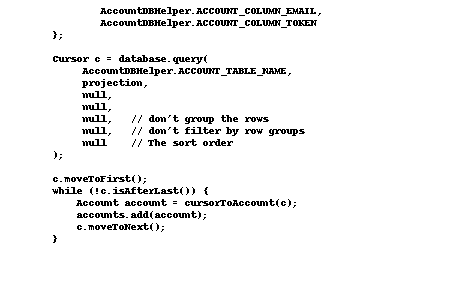 AccountDBHelper.ACCOUNT_COLUMN_EMAIL,
AccountDBHelper.ACCOUNT_COLUMN_TOKEN
};
Cursor c = database.query(
AccountDBHelper.ACCOUNT_TABLE_NAME,
projection,
null,
null,
null,   // don't group the rows
null,   // don't filter by row groups
null    // The sort order
);
c.moveToFirst();
while (!c.isAfterLast()) {
Account account = cursorToAccount(c);
accounts.add(account);
c.moveToNext();
}